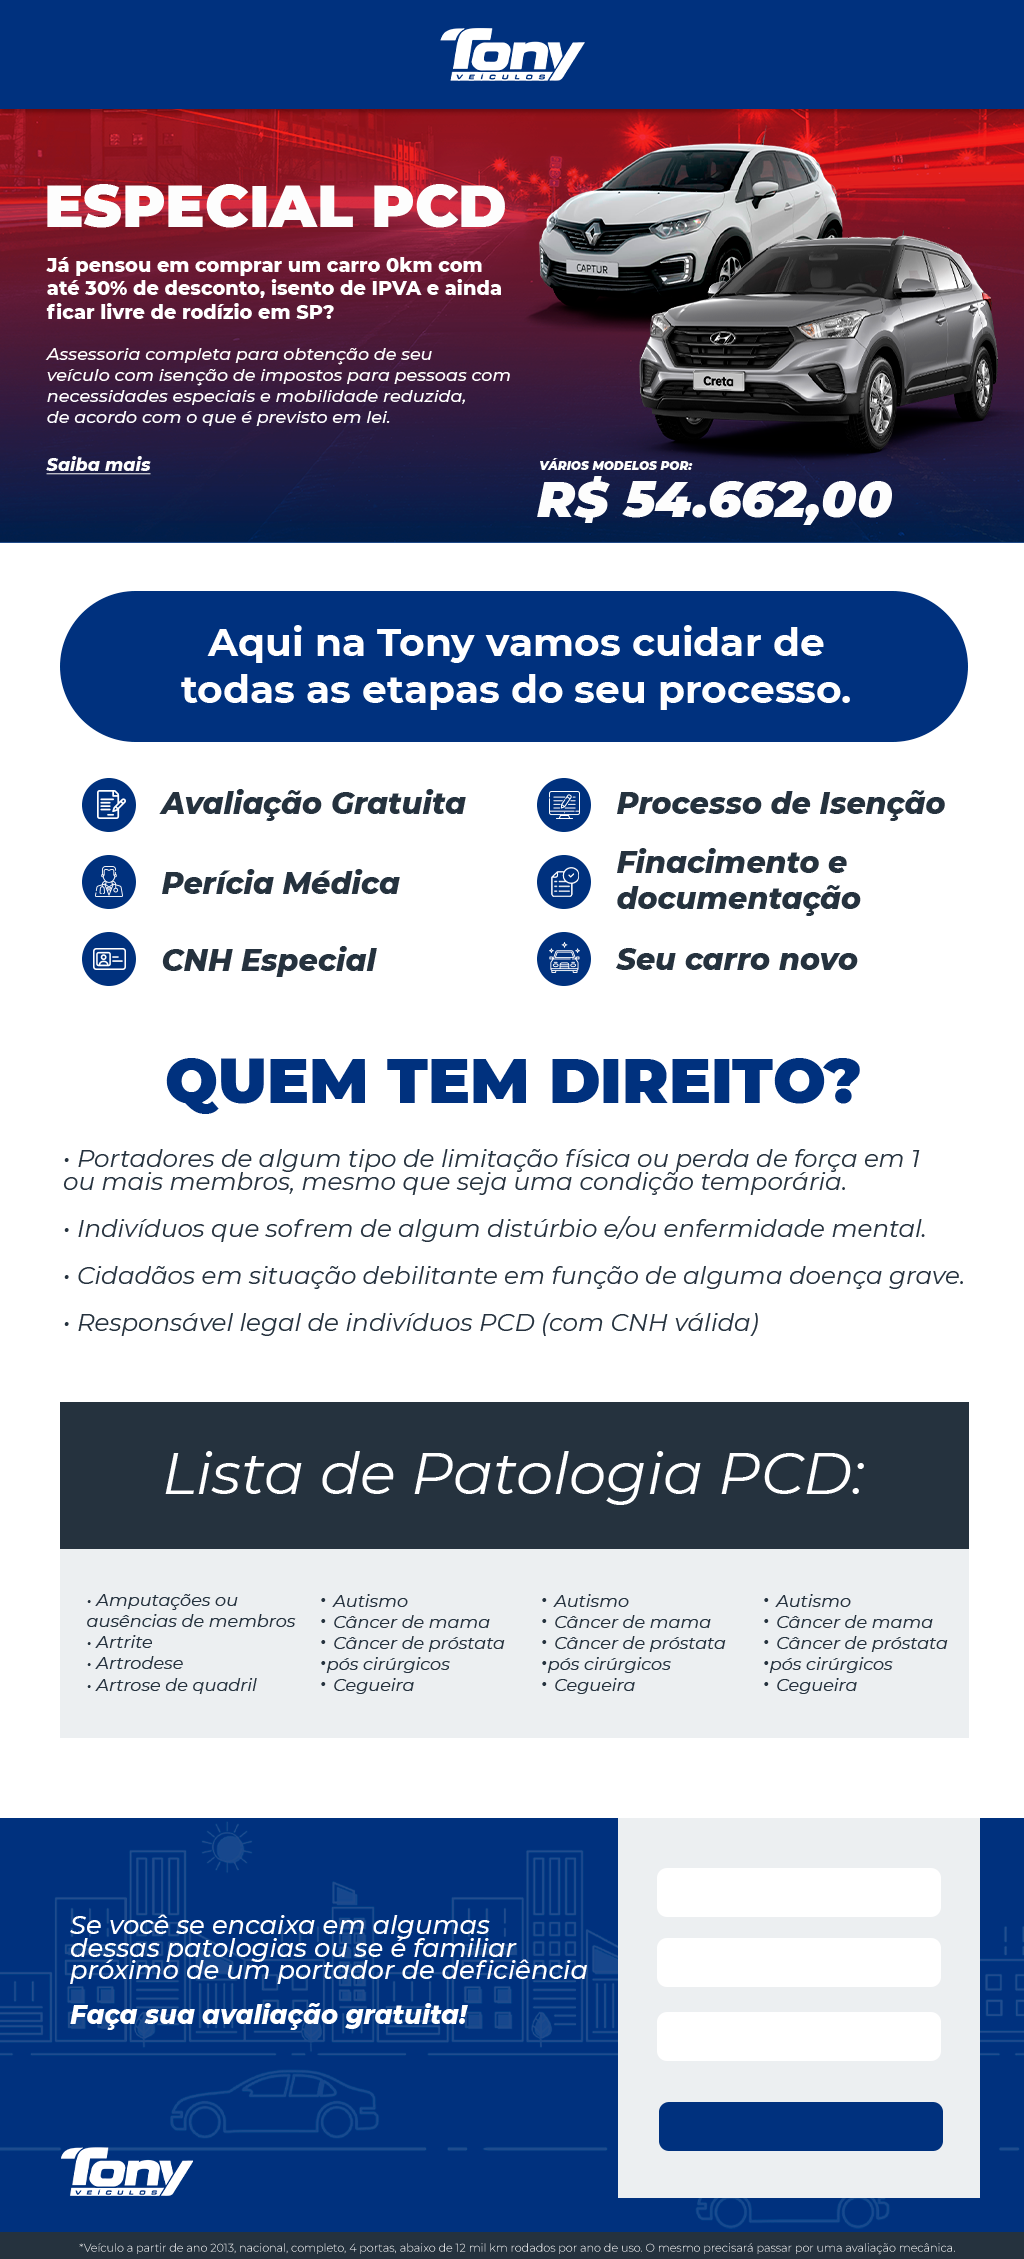 Tony
VEICULOS
ESPECIAL PCD
Já pensou em comprar um carro 0km com
até 30% de desconto, isento de IPVA e ainda
ficar livre de rodízio em SP?
Assessoria completa para obtenção de seu
veículo com isenção de impostos para pessoas com
necessidades especiais e mobilidade reduzida,
de acordo com o que é previsto em lei.
Saiba mais
CAPTUR
Creta
VÁRIOS MODELOS POR:
R$ 54.662,00
Aqui na Tony vamos cuidar de
todas as etapas do seu processo.
Avaliação Gratuita
Perícia Médica
CNH Especial
Processo de Isenção
Finacimento e
documentação
Seu carro novo
QUEM TEM DIREITO?
• Portadores de algum tipo de limitação física ou perda de força em 1
ou mais membros, mesmo que seja uma condição temporária.
• Indivíduos que sofrem de algum distúrbio e/ou enfermidade mental.
• Cidadãos em situação debilitante em função de alguma doença grave.
• Responsável legal de indivíduos PCD (com CNH válida)
Lista de Patologia PCD:
• Amputações ou
ausências de membros
• Artrite
• Artrodese
• Artrose de quadril
• Autismo
• Câncer de mama
• Câncer de próstata
•pós cirúrgicos
• Cegueira
• Autismo
• Câncer de mama
• Câncer de próstata
•pós cirúrgicos
• Cegueira
• Autismo
• Câncer de mama
• Câncer de próstata
•pós cirúrgicos
• Cegueira
Se você se encaixa em algumas
dessas patologias ou se é familiar
próximo de um portador de deficiência
Faça sua avaliação gratuita!
Tony
VEICULOS
*Veículo a partir de ano 2013, nacional, completo, 4 portas, abaixo de 12 mil km rodados por ano de uso. O mesmo precisará passar por uma avaliação mecânica.